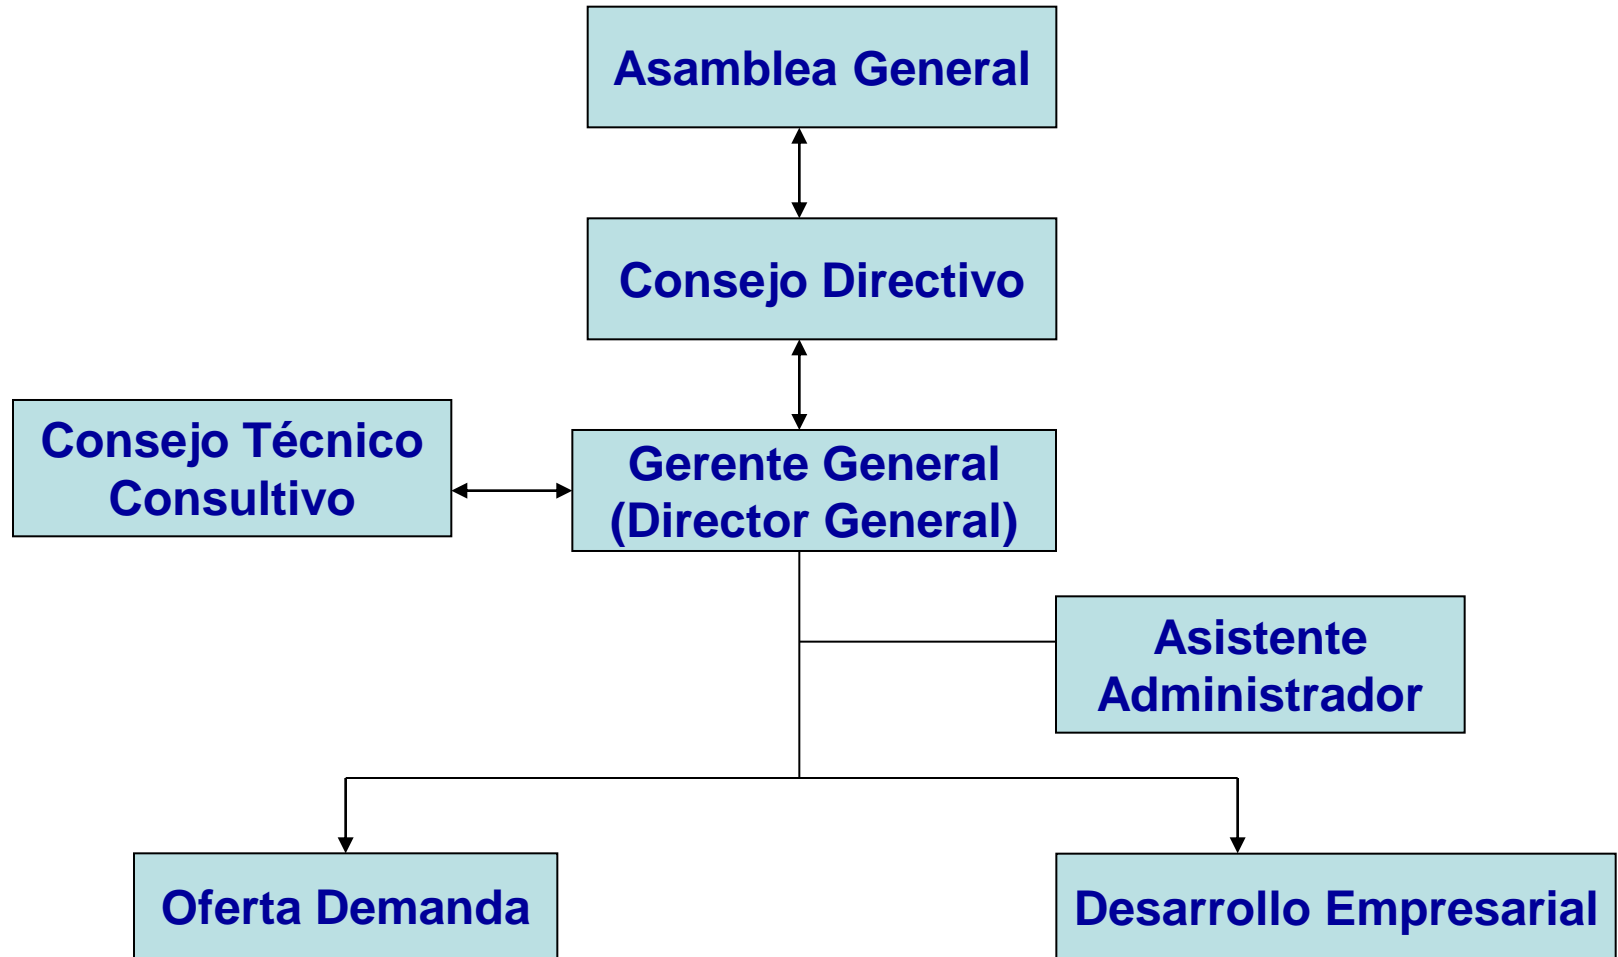 Asamblea General
Consejo Directivo
Consejo Técnico
Consultivo
Gerente General
(Director General)
Asistente
Administrador
Oferta Demanda
Desarrollo Empresarial